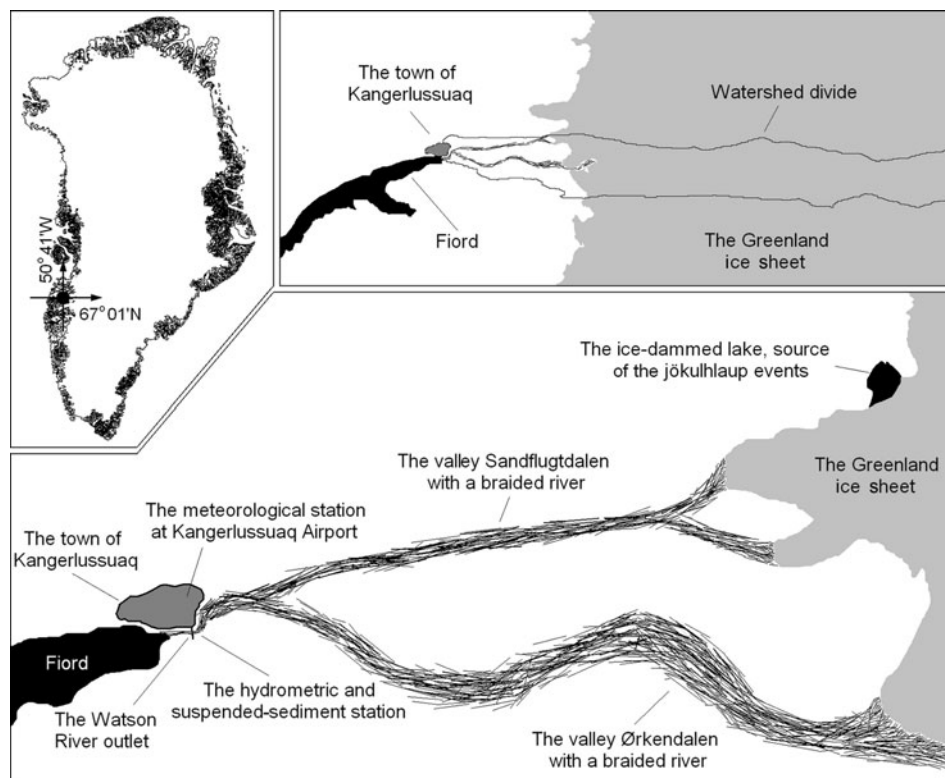 50°41'W
67°01'N
The town of
Kangerlussuaq
Watershed divide
Fiord
The Greenland
ice sheet
The ice-dammed lake, source
of the jökulhlaup events
The valley Sandflugtdalen
with a braided river
The Greenland
ice sheet
The meteorological station
at Kangerlussuaq Airport
The town of
Kangerlussuaq
Fiord
The hydrometric and
suspended-sediment station
The Watson
River outlet
The valley Ørkendalen
with a braided river